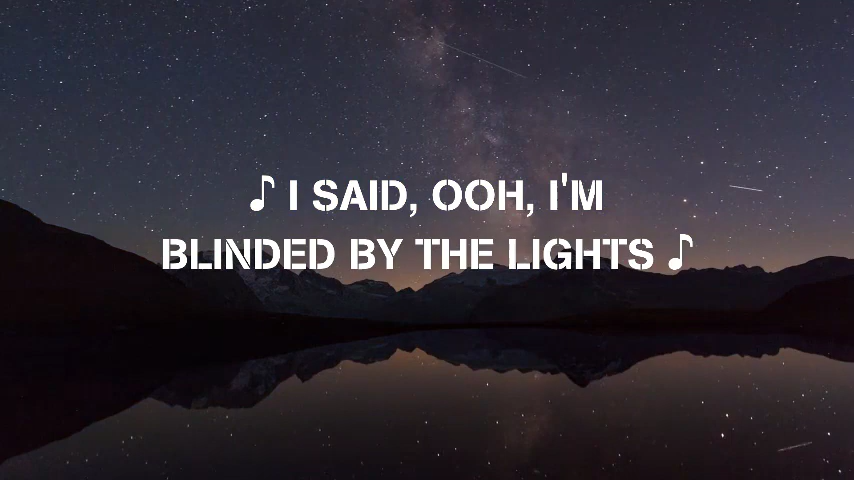 ♪ I SAID, OOH, I'M
BLINDED BY THE LIGHTS ♪